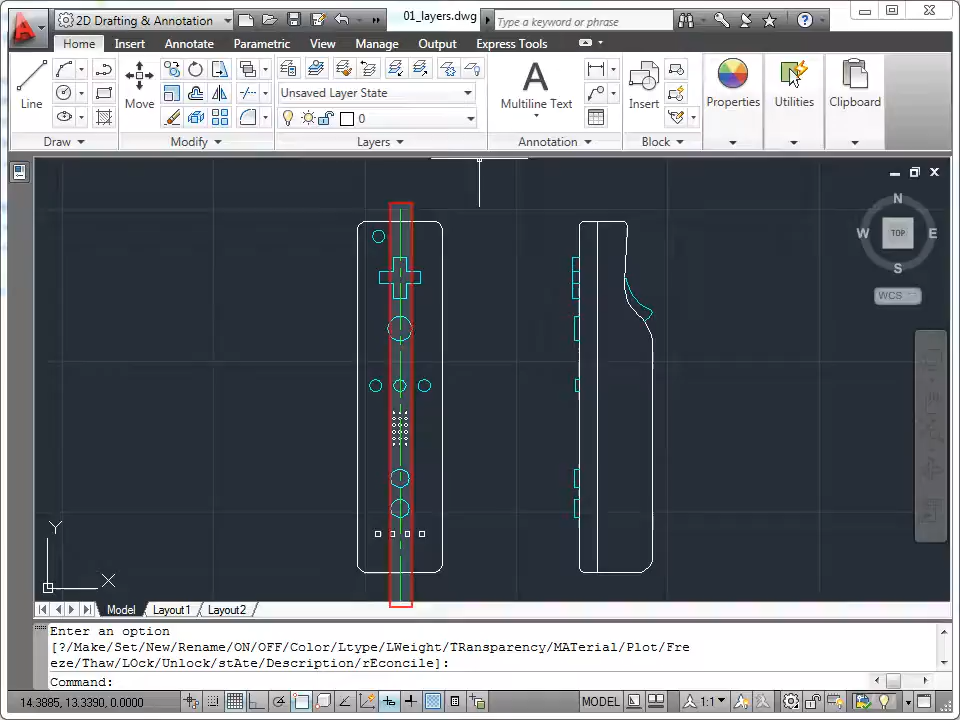 2D Drafting & Annotation
01_layers.dwg
Type a keyword or phrase
Home Insert Annotate Parametric View Manage Output Express Tools
Line
Move
Unsaved Layer State
0
Multiline Text
Insert
Properties
Utilities
Clipboard
Draw Modify Layers Annotation Block
N
W TOP E
S
WCS
Y
X
Model Layout1 Layout2
Enter an option
[?/Make/Set/New/Rename/ON/OFF/Color/Ltype/LWeight/TRansparency/MATerial/Plot/Fre
eze/Thaw/LOck/Unlock/stAte/Description/rEconcile]:
Command:
14.3885, 13.3390, 0.0000 MODEL 1:1